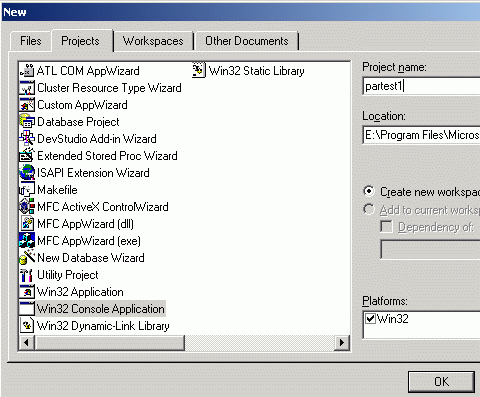 New
Files Projects Workspaces Other Documents
ATL COM AppWizard
Cluster Resource Type Wizard
Custom AppWizard
Database Project
DevStudio Add-in Wizard
Extended Stored Proc Wizard
ISAPI Extension Wizard
Makefile
MFC ActiveX ControlWizard
MFC AppWizard (dll)
MFC AppWizard (exe)
New Database Wizard
Utility Project
Win32 Application
Win32 Console Application
Win32 Dynamic-Link Library
Win32 Static Library
Project name:
partest1
Location:
E:\Program Files\Micros
Create new workspac
Add to current worksp
Dependency of:
Platforms:
Win32
OK